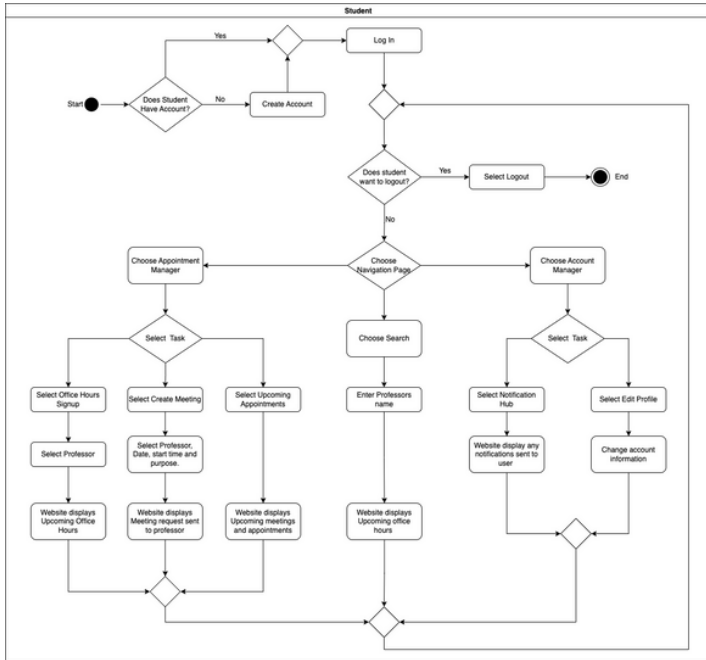 Student
Yes
Log In
Start
Does Student
Have Account?
No
Create Account
Does student
want to logout?
Yes
Select Logout
End
No
Choose Appointment
Manager
Choose
Navigation Page
Choose Account
Manager
Select Task
Choose Search
Select Task
Select Office Hours
Signup
Select Create Meeting
Select Upcoming
Appointments
Enter Professors
name
Select Notification
Hub
Select Edit Profile
Select Professor
Select Professor,
Date, start time and
purpose.
Website display any
notifications sent to
user
Change account
information
Website displays
Upcoming Office
Hours
Website displays
Meeting request sent
to professor
Website displays
Upcoming meetings
and appointments
Website displays
Upcoming office
hours